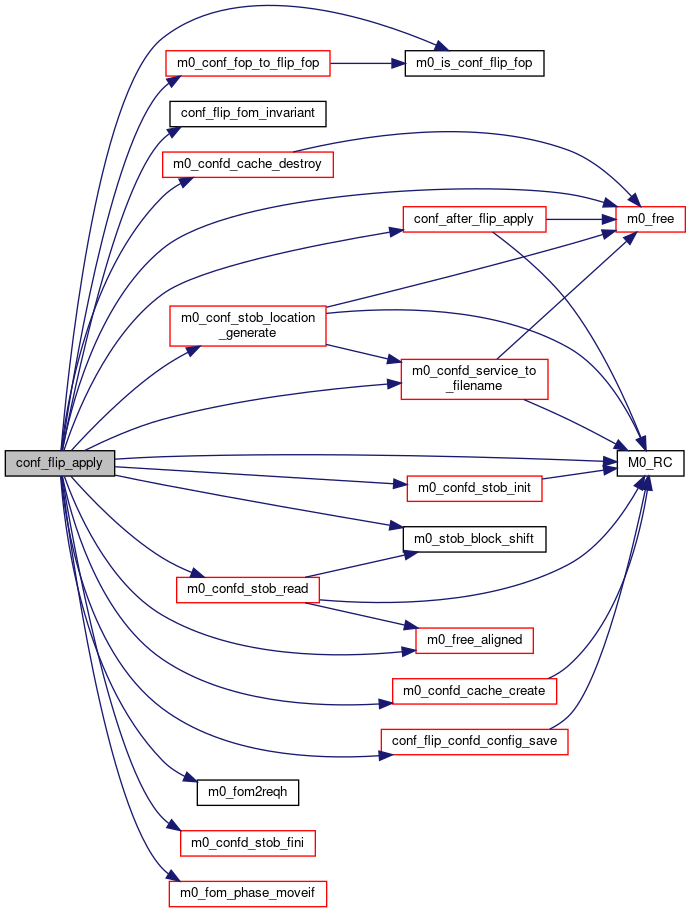 m0_conf_fop_to_flip_fop
m0_is_conf_flip_fop
conf_flip_fom_invariant
m0_confd_cache_destroy
conf_after_flip_apply
m0_free
m0_conf_stob_location
_generate
m0_confd_service_to
_filename
conf_flip_apply
M0_RC
m0_confd_stob_init
m0_stob_block_shift
m0_confd_stob_read
m0_free_aligned
m0_confd_cache_create
conf_flip_confd_config_save
m0_fom2reqh
m0_confd_stob_fini
m0_fom_phase_moveif